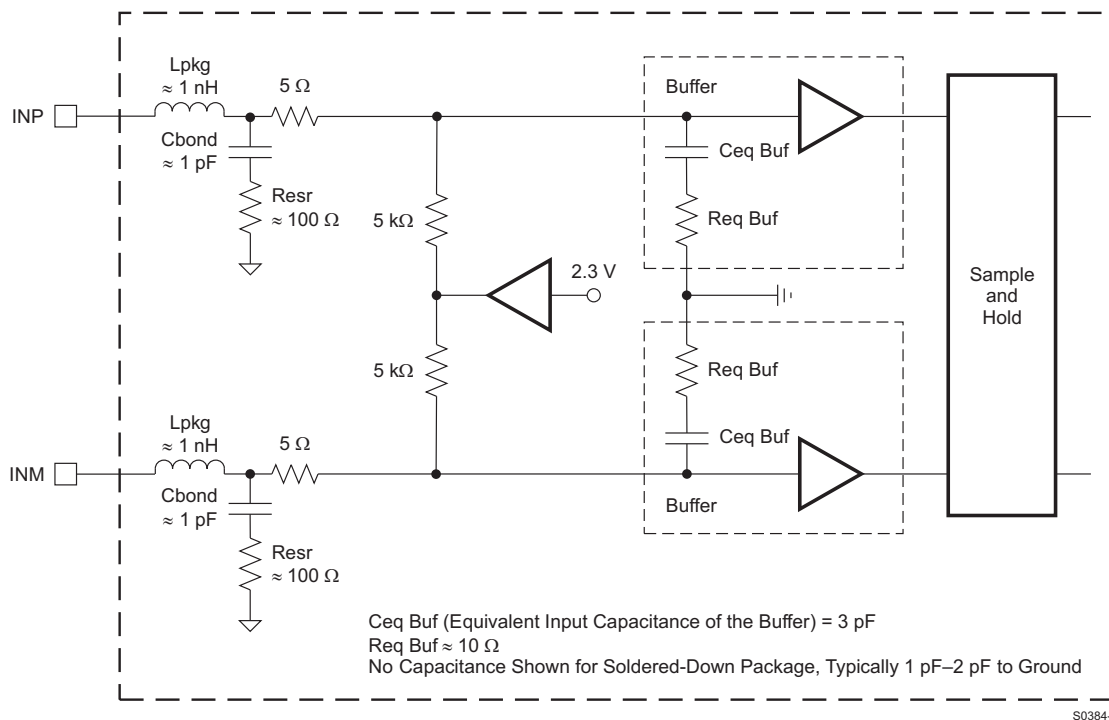 Lpkg
≈ 1 nH
5 Ω
Buffer
INP
Cbond
≈ 1 pF
Ceq Buf
Resr
≈ 100 Ω
5 kΩ
Req Buf
2.3 V
Sample
and
Hold
5 kΩ
Req Buf
Lpkg
≈ 1 nH
5 Ω
Ceq Buf
INM
Cbond
≈ 1 pF
Buffer
Resr
≈ 100 Ω
Ceq Buf (Equivalent Input Capacitance of the Buffer) = 3 pF
Req Buf ≈ 10 Ω
No Capacitance Shown for Soldered-Down Package, Typically 1 pF–2 pF to Ground